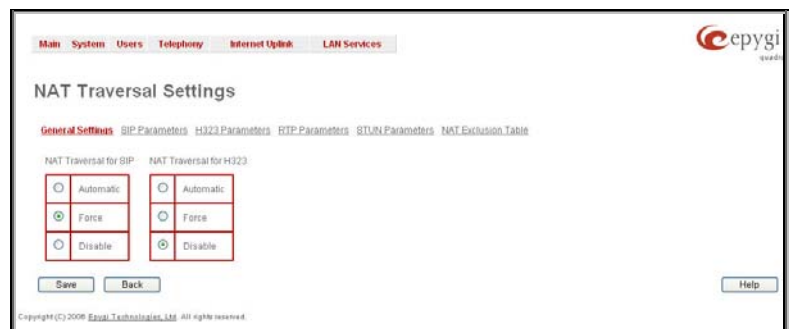 Main System Users Telephony Internet Uplink LAN Services
epygi
quadro
NAT Traversal Settings
General Settings SIP Parameters H323 Parameters RTP Parameters STUN Parameters NAT Exclusion Table
NAT Traversal for SIP NAT Traversal for H323
Automatic Automatic
Force Force
Disable Disable
Save Back Help
Copyright (C) 2008 Epygi Technologies, Ltd. All rights reserved.